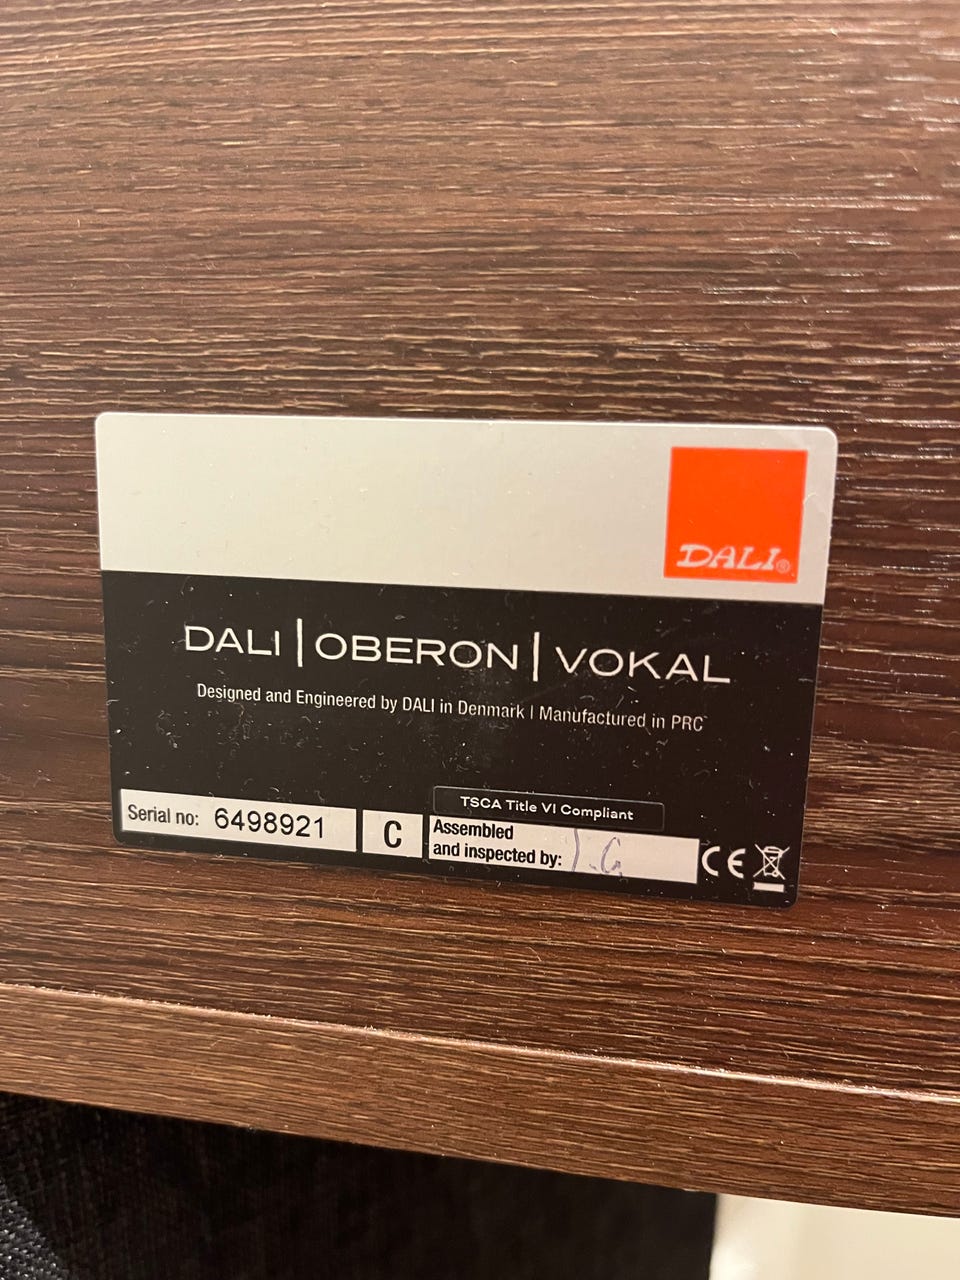 DALI®
DALI | OBERON | VOKAL
Designed and Engineered by DALI in Denmark | Manufactured in PRC
TSCA Title VI Compliant
Serial no: 6498921
C
Assembled
and inspected by:
CE